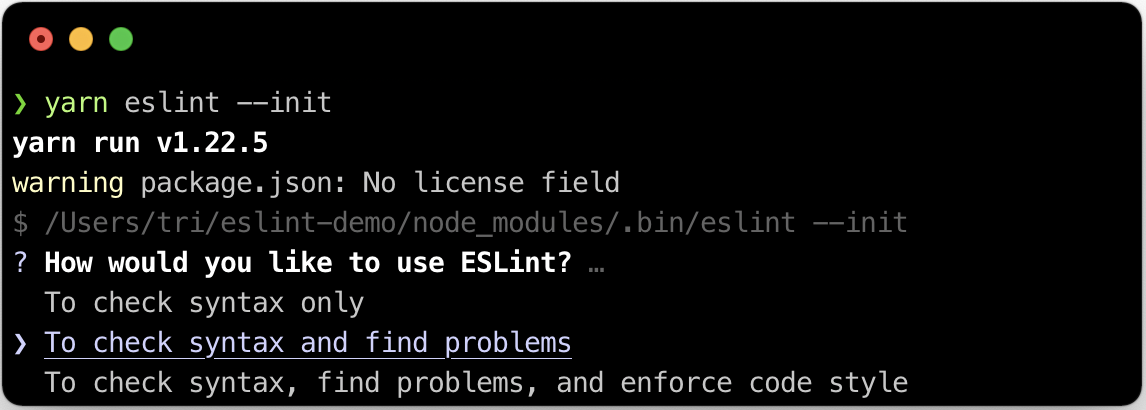 ❯ yarn eslint --init
yarn run v1.22.5
warning package.json: No license field
$ /Users/tri/eslint-demo/node_modules/.bin/eslint --init
? How would you like to use ESLint? …
To check syntax only
❯ To check syntax and find problems
To check syntax, find problems, and enforce code style